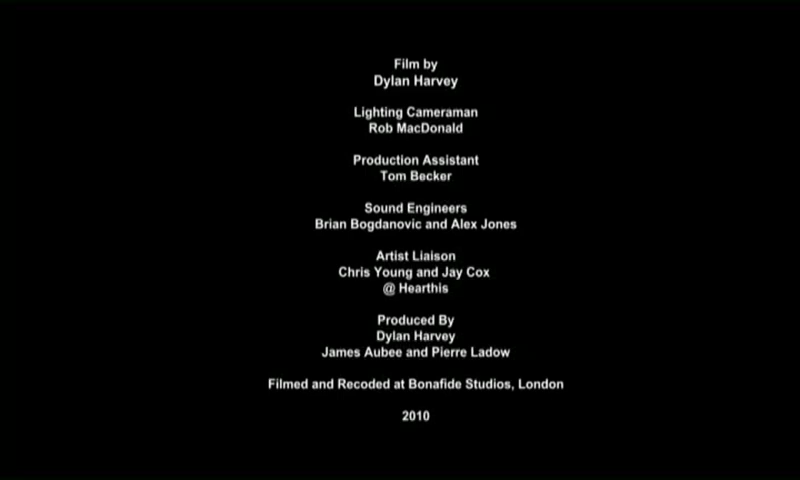 Film by
Dylan Harvey
Lighting Cameraman
Rob MacDonald
Production Assistant
Tom Becker
Sound Engineers
Brian Bogdanovic and Alex Jones
Artist Liaison
Chris Young and Jay Cox
@ Hearthis
Produced By
Dylan Harvey
James Aubee and Pierre Ladow
Filmed and Recoded at Bonafide Studios, London
2010